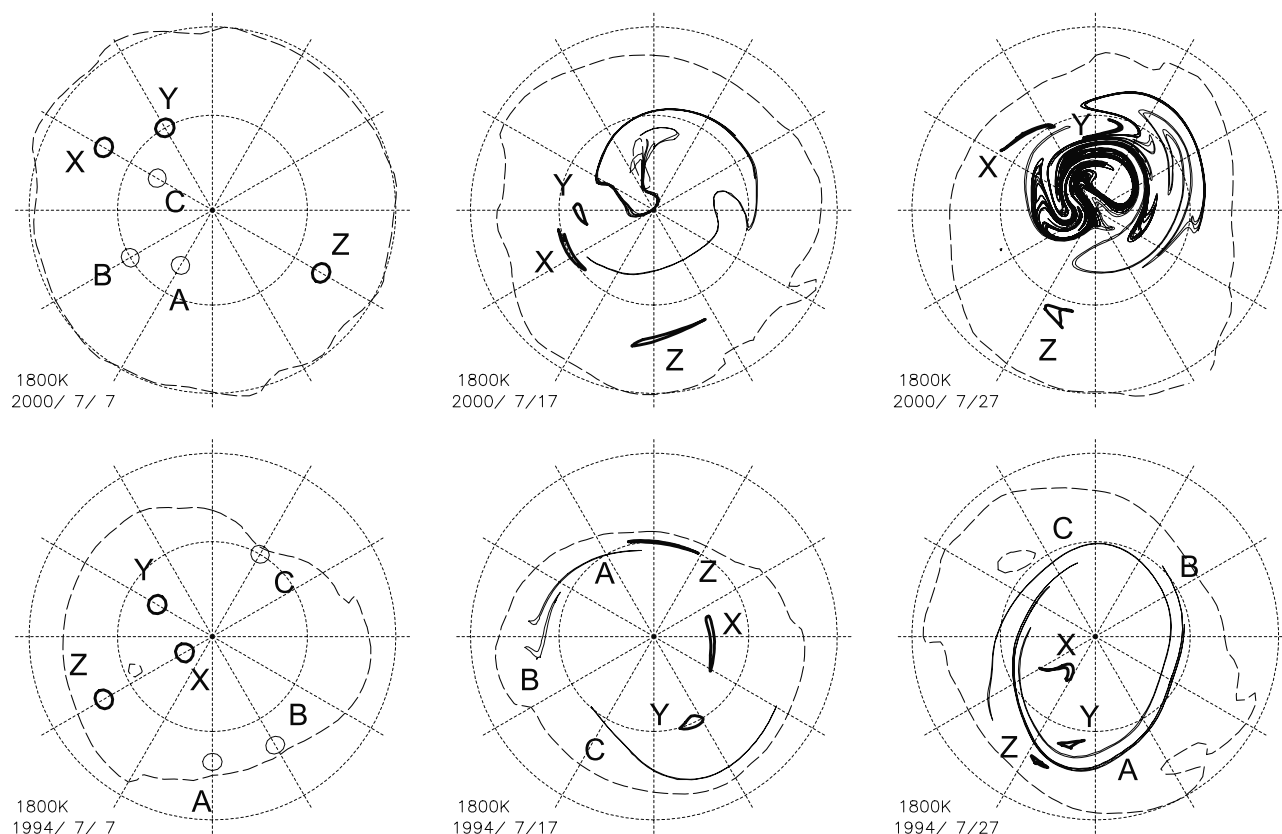 Y
X
C
B
A
Z
1800K
2000/ 7/ 7
Y
X
Z
1800K
2000/ 7/17
Y
X
Z
1800K
2000/ 7/27
Y
C
Z
X
B
A
1800K
1994/ 7/ 7
A
Z
X
B
Y
C
1800K
1994/ 7/17
C
B
X
Y
Z
A
1800K
1994/ 7/27